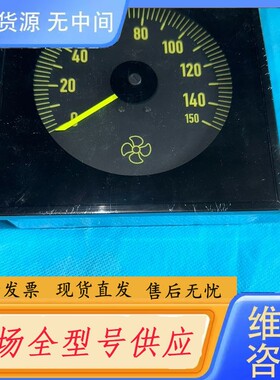 货源 无中间
80
40 100
20 120
0 140
150
发票 现货直发 售后无忧
场全型号供应
维
咨